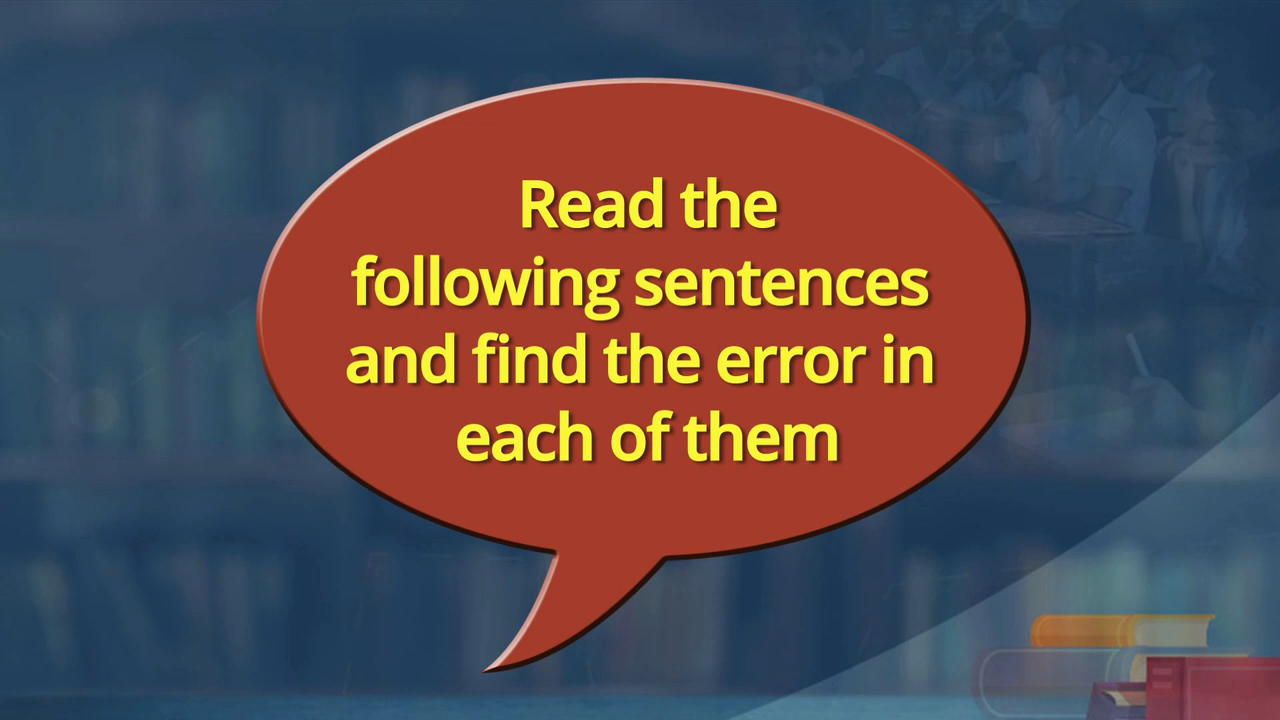 Read the
following sentences
and find the error in
each of them